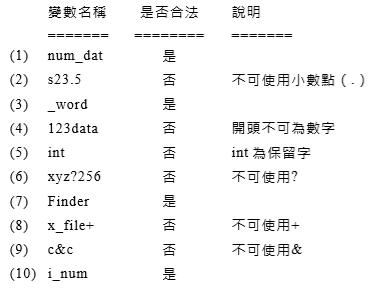 變數名稱 是否合法 說明
======= ======== =======
(1) num_dat 是
(2) s23.5 否 不可使用小數點（.）
(3) _word 是
(4) 123data 否 開頭不可為數字
(5) int 否 int 為保留字
(6) xyz?256 否 不可使用?
(7) Finder 是
(8) x_file+ 否 不可使用+
(9) c&c 否 不可使用&
(10) i_num 是